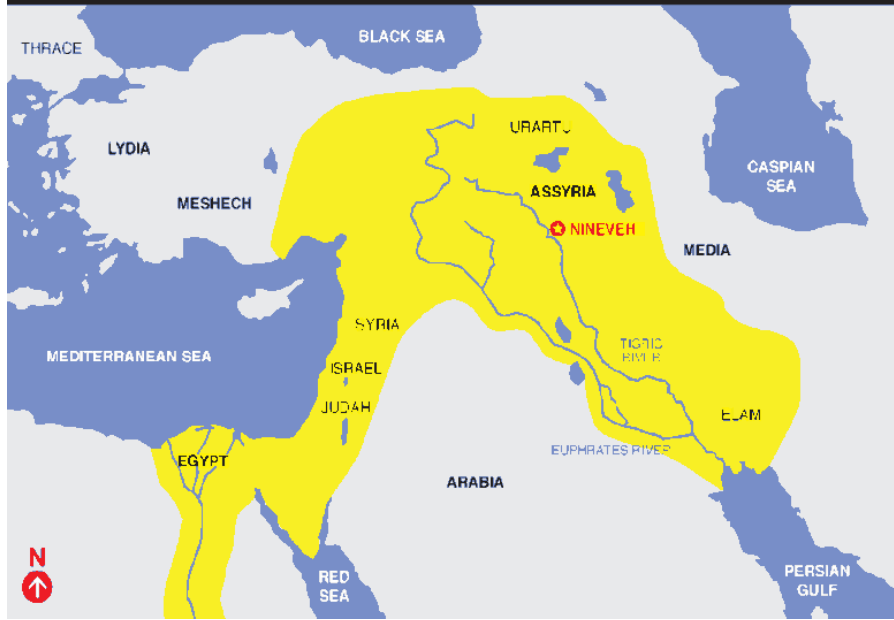 BLACK SEA
THRACE
URARTU
LYDIA
CASPIAN
SEA
ASSYRIA
MESHECH
NINEVEH
MEDIA
SYRIA
MEDITERRANEAN SEA
TIGRIS
RIVER
ISRAEL
JUDAH
ELAM
EUPHRATES RIVER
EGYPT
ARABIA
N
RED
SEA
PERSIAN
GULF